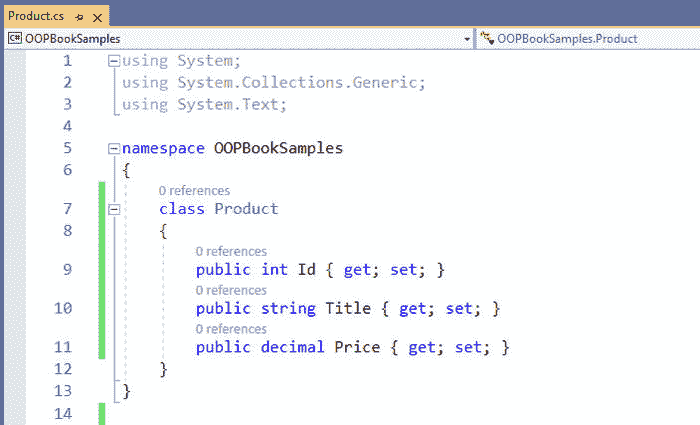 Product.cs
C# OOPBookSamples OOPBookSamples.Product
1 using System;
2 using System.Collections.Generic;
3 using System.Text;
4
5 namespace OOPBookSamples
6 {
0 references
7 class Product
8 {
0 references
9 public int Id { get; set; }
0 references
10 public string Title { get; set; }
0 references
11 public decimal Price { get; set; }
12 }
13 }
14